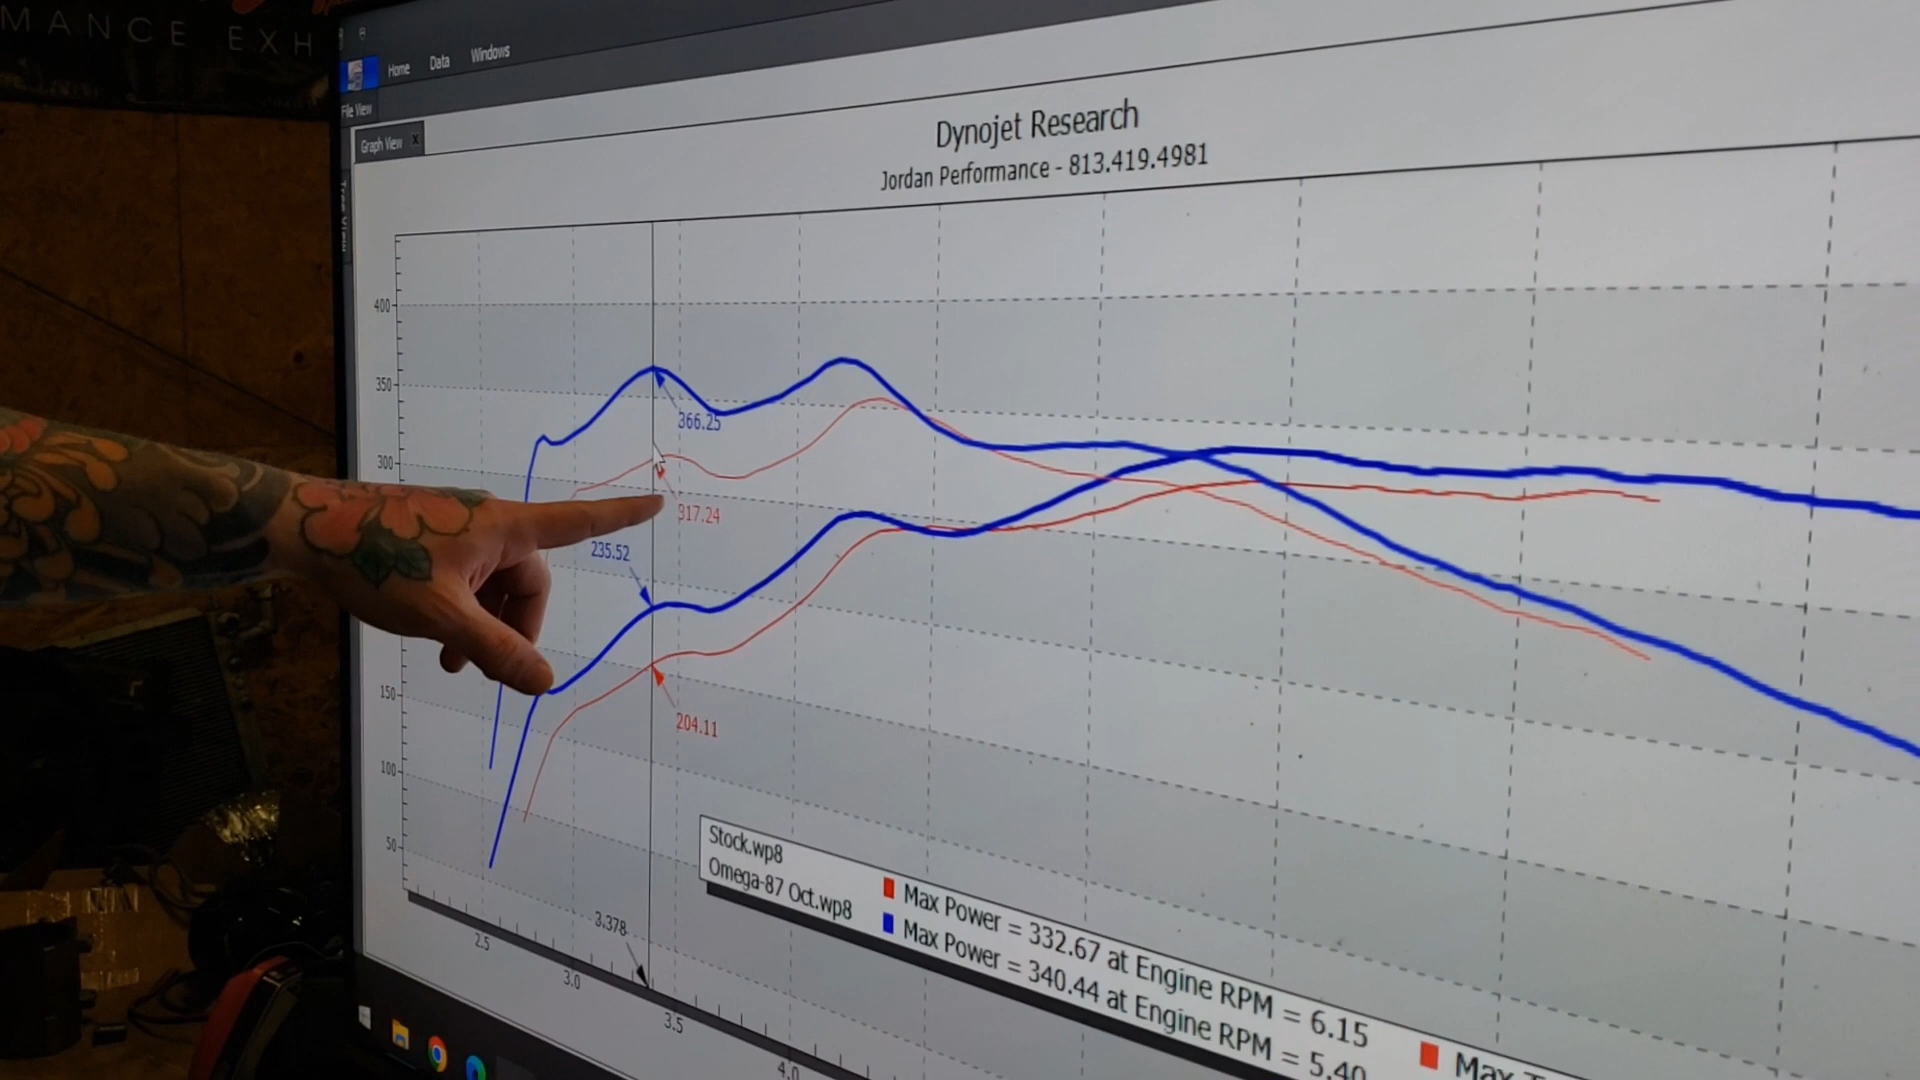 MANCE EXH
Home Data Windows
File View
Graph View x
Tree View
Dynojet Research
Jordan Performance - 813.419.4981
400
350
366.25
300
317.24
235.52
204.11
150
100
50
3.378
2.5
3.0
3.5
4.0
Stock.wp8
Omega-87 Oct.wp8
Max Power = 332.67 at Engine RPM = 6.15
Max Power = 340.44 at Engine RPM = 5.40
Max